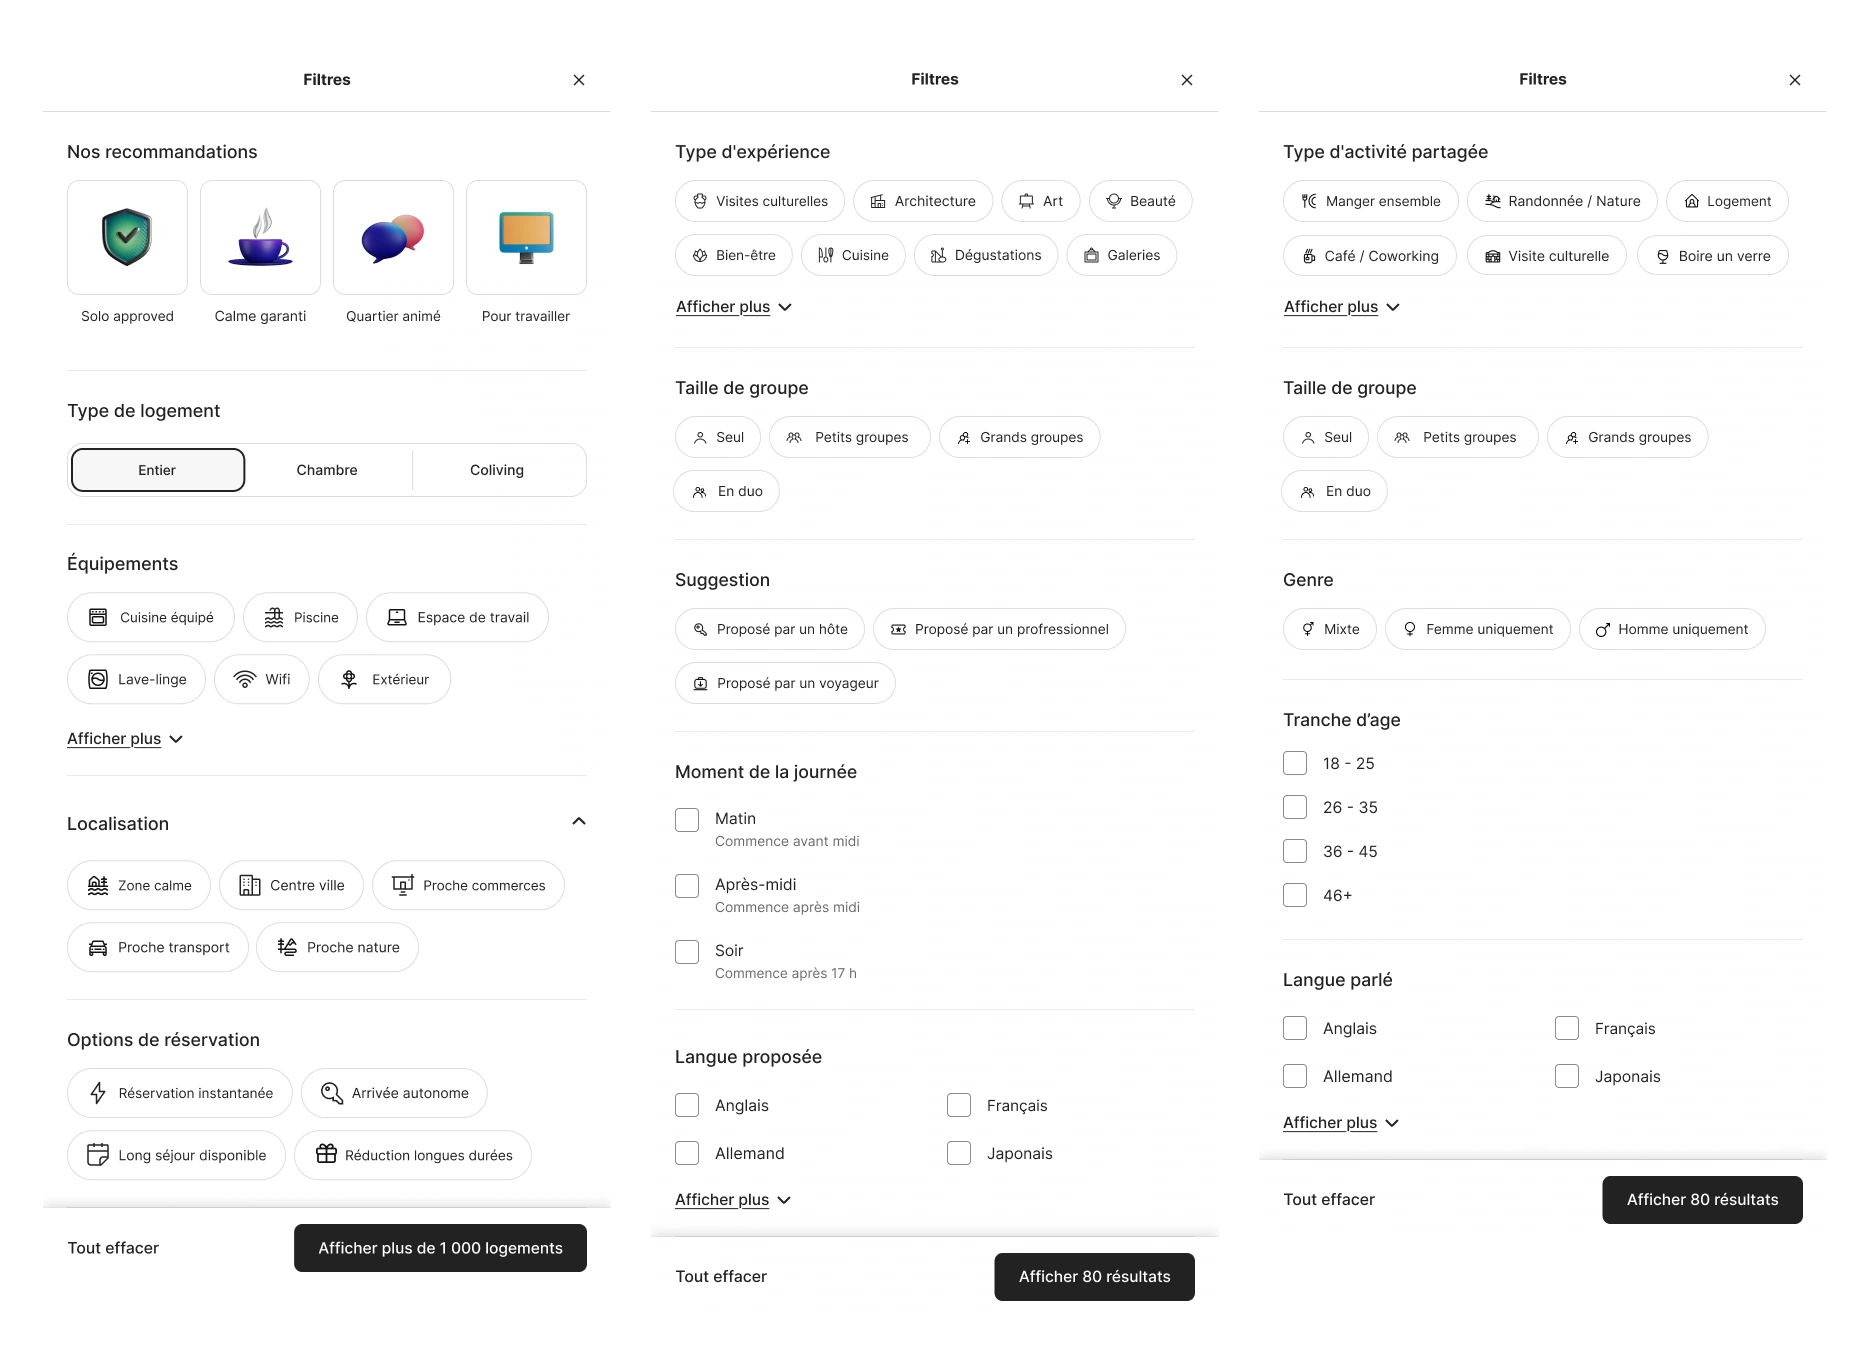 Filtres
Nos recommandations
Solo approved
Calme garanti
Quartier animé
Pour travailler
Type de logement
Entier
Chambre
Coliving
Équipements
Cuisine équipé
Piscine
Espace de travail
Lave-linge
Wifi
Extérieur
Afficher plus
Localisation
Zone calme
Centre ville
Proche commerces
Proche transport
Proche nature
Options de réservation
Réservation instantanée
Arrivée autonome
Long séjour disponible
Réduction longues durées
Tout effacer
Afficher plus de 1 000 logements
Filtres
Type d'expérience
Visites culturelles
Architecture
Art
Beauté
Bien-être
Cuisine
Dégustations
Galeries
Afficher plus
Taille de groupe
Seul
Petits groupes
Grands groupes
En duo
Suggestion
Proposé par un hôte
Proposé par un profressionnel
Proposé par un voyageur
Moment de la journée
Matin
Commence avant midi
Après-midi
Commence après midi
Soir
Commence après 17 h
Langue proposée
Anglais
Français
Allemand
Japonais
Afficher plus
Tout effacer
Afficher 80 résultats
Filtres
Type d'activité partagée
Manger ensemble
Randonnée / Nature
Logement
Café / Coworking
Visite culturelle
Boire un verre
Afficher plus
Taille de groupe
Seul
Petits groupes
Grands groupes
En duo
Genre
Mixte
Femme uniquement
Homme uniquement
Tranche d’age
18 - 25
26 - 35
36 - 45
46+
Langue parlé
Anglais
Français
Allemand
Japonais
Afficher plus
Tout effacer
Afficher 80 résultats